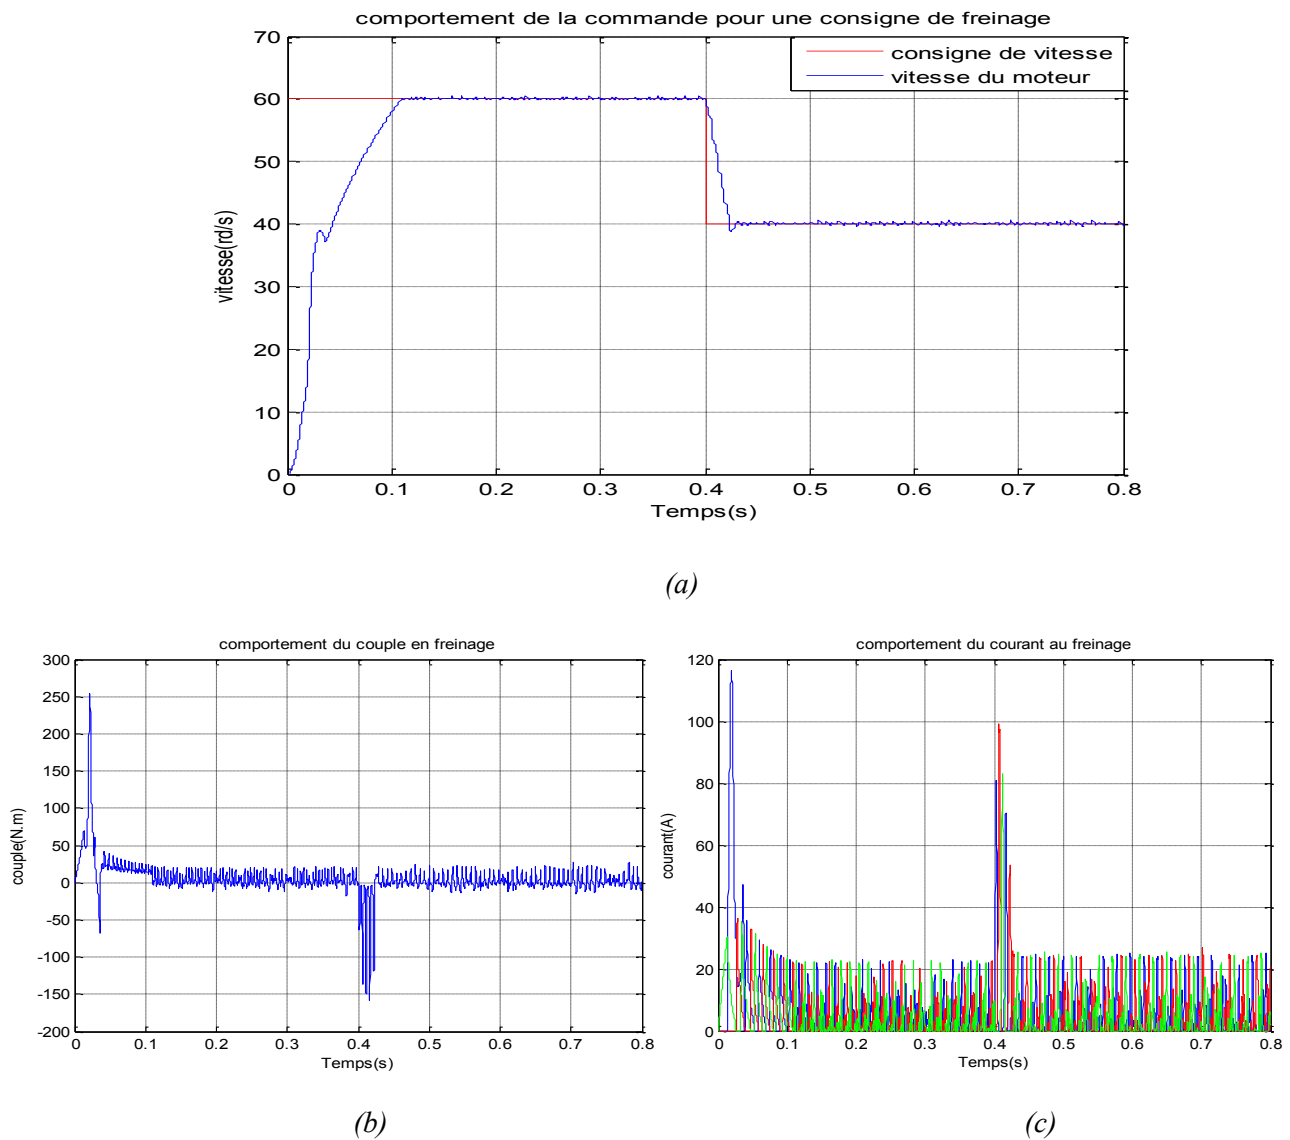 comportement de la commande pour une consigne de freinage
70
60
50
40
30
20
10
0
vitesse(rd/s)
consigne de vitesse
vitesse du moteur
0 0.1 0.2 0.3 0.4 0.5 0.6 0.7 0.8
Temps(s)
(a)
comportement du couple en freinage
300
250
200
150
100
50
0
-50
-100
-150
-200
couple(N.m)
0 0.1 0.2 0.3 0.4 0.5 0.6 0.7 0.8
Temps(s)
(b)
comportement du courant au freinage
120
100
80
60
40
20
0
courant(A)
0 0.1 0.2 0.3 0.4 0.5 0.6 0.7 0.8
Temps(s)
(c)